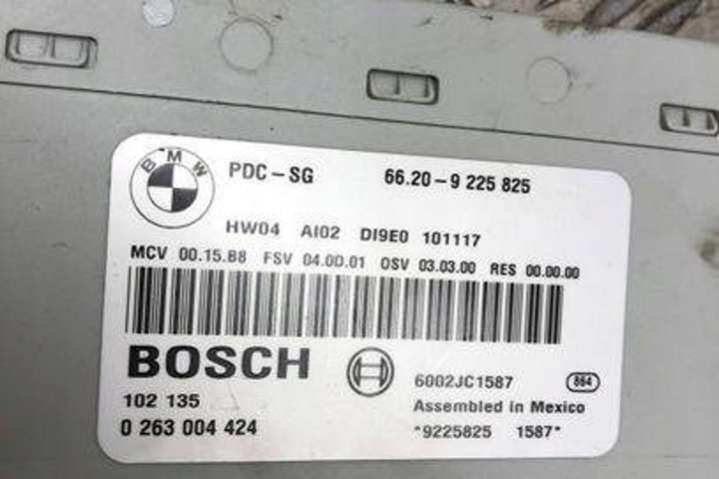 BMW
PDC-SG 66.20-9 225 825
HW04 AI02 DI9E0 101117
MCV 00.15.B8 FSV 04.0D.01 OSV 03.03.00 RES 00.00.00
BOSCH
6002JC1587 864
102 135 Assembled in Mexico
0 263 004 424 *9225825 1587*